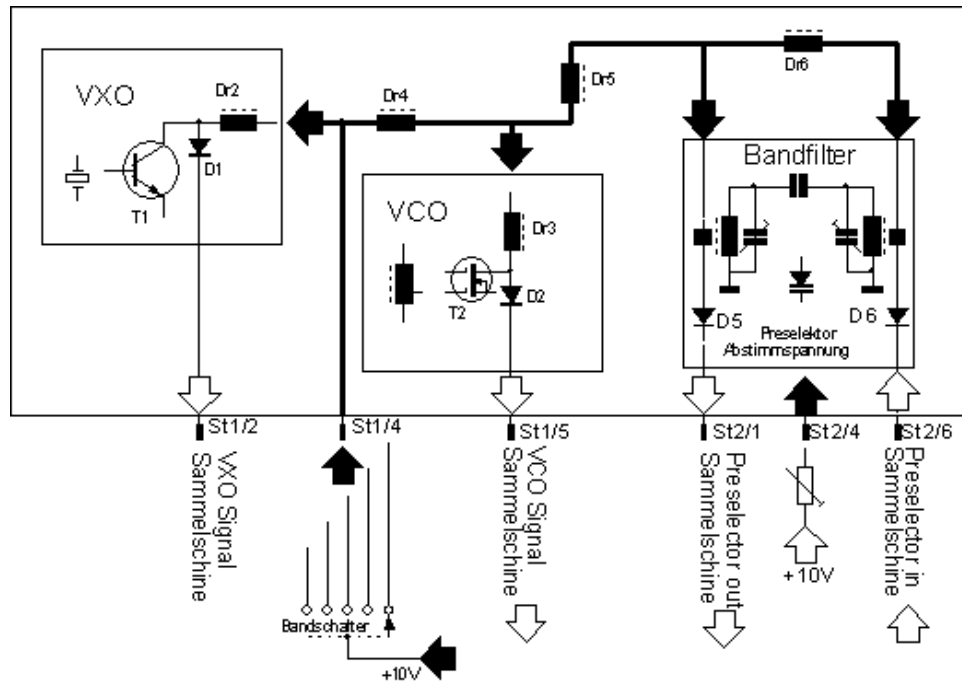 VXO
Dr2
D1
T1
Dr4
Dr5
Dr6
VCO
Dr3
D2
T2
Bandfilter
D5
D6
Preselektor
Abstimmspannung
St1/2
St1/4
St1/5
St2/1
St2/4
St2/6
VXO Signal
Sammelschine
VCO Signal
Sammelschine
Preselector out
Sammelschine
Preselector in
Sammelschine
+10V
Bandschalter
+10V